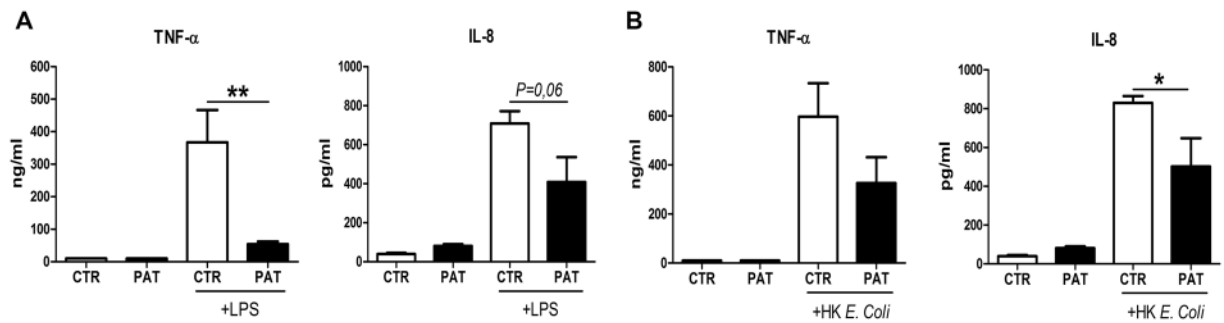 A
TNF-α
ng/ml
600
500
400
300
200
100
0
**
CTR PAT CTR PAT
+LPS
IL-8
pg/ml
1000
800
600
400
200
0
P=0,06
CTR PAT CTR PAT
+LPS
B
TNF-α
ng/ml
800
600
400
200
0
CTR PAT CTR PAT
+HK E. Coli
IL-8
pg/ml
1000
800
600
400
200
0
*
CTR PAT CTR PAT
+HK E. Coli